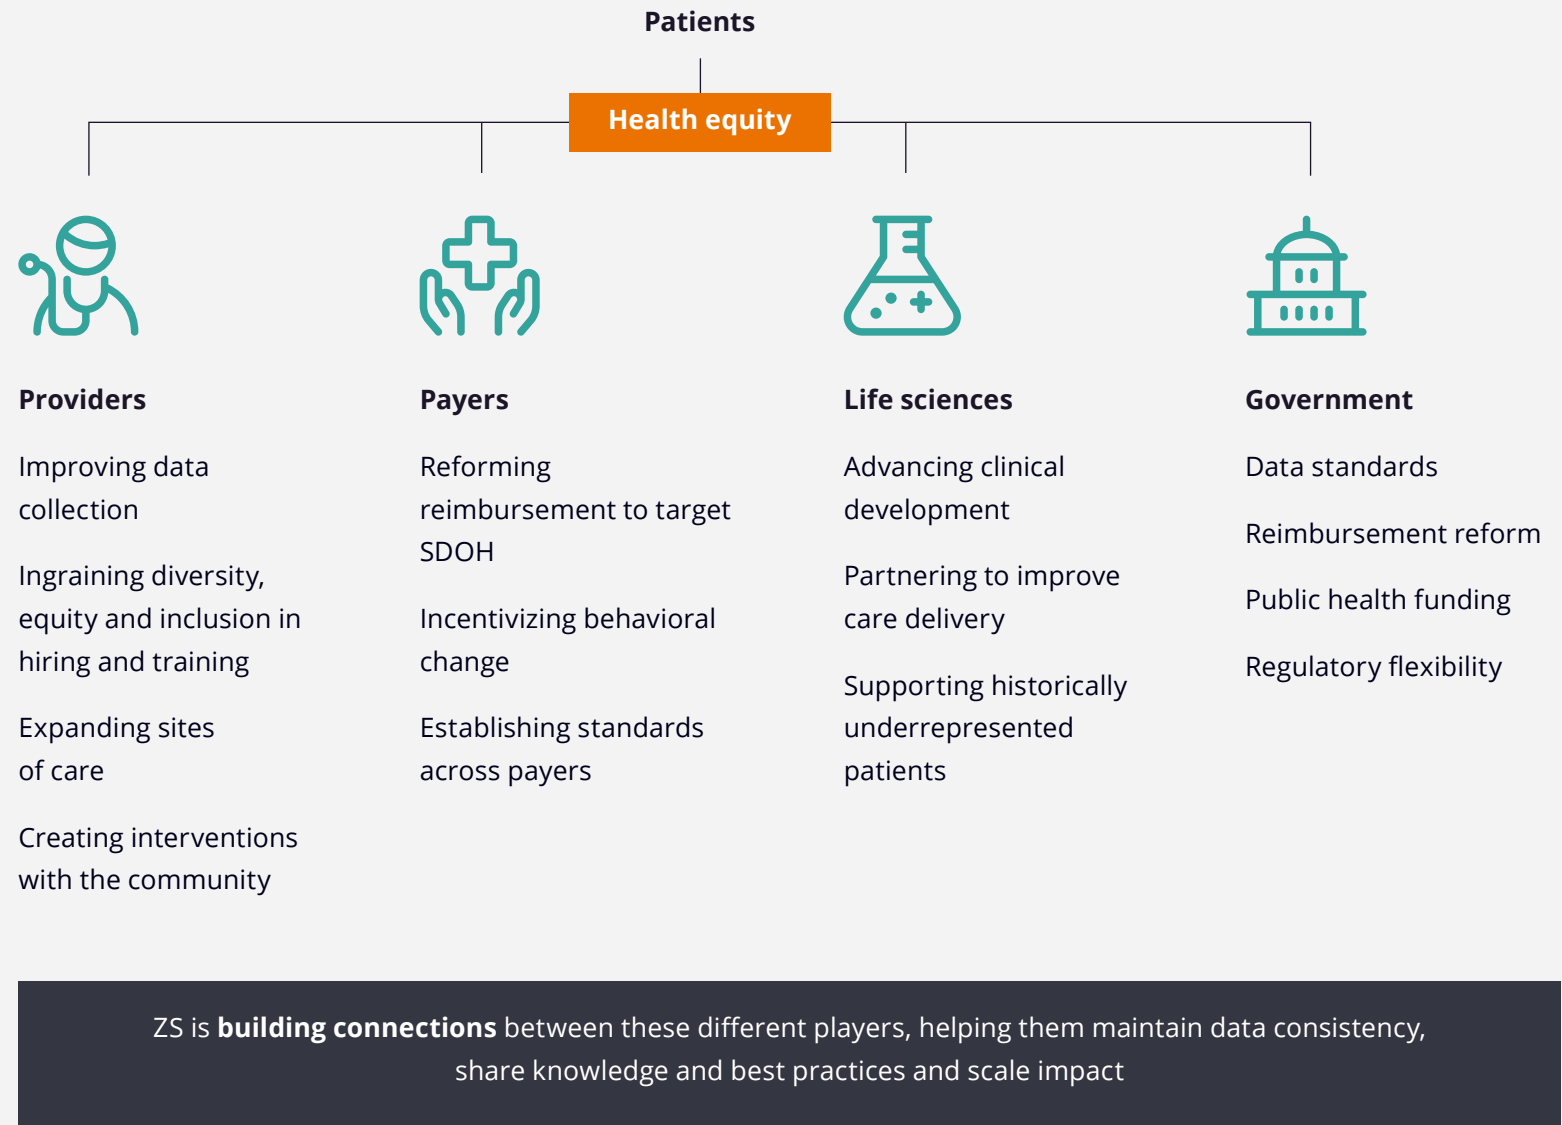 Patients
Health equity
Providers
Improving data
collection
Ingraining diversity,
equity and inclusion in
hiring and training
Expanding sites
of care
Creating interventions
with the community
Payers
Reforming
reimbursement to target
SDOH
Incentivizing behavioral
change
Establishing standards
across payers
Life sciences
Advancing clinical
development
Partnering to improve
care delivery
Supporting historically
underrepresented
patients
Government
Data standards
Reimbursement reform
Public health funding
Regulatory flexibility
ZS is building connections between these different players, helping them maintain data consistency,
share knowledge and best practices and scale impact